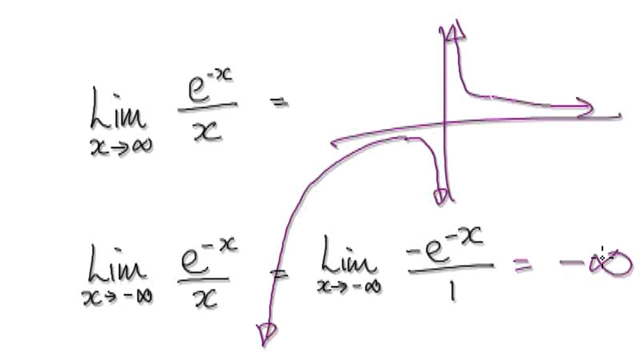 Lim x→∞ e^-x / x =
Lim x→-∞ e^-x / x = Lim x→-∞ -e^-x / 1 = -∞